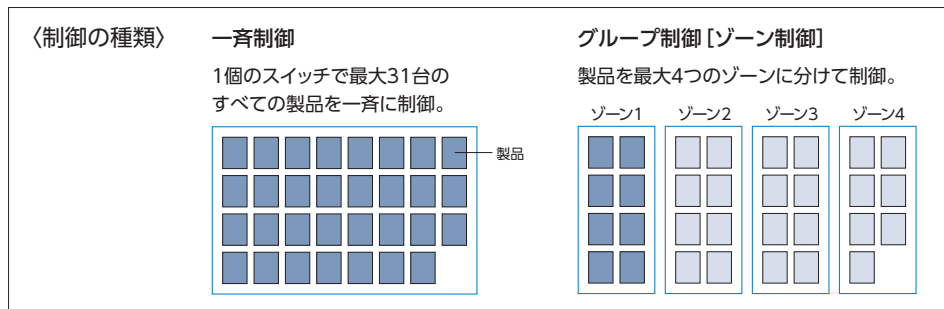 〈制御の種類〉
一斉制御
1個のスイッチで最大31台の
すべての製品を一斉に制御。
製品
グループ制御［ゾーン制御］
製品を最大4つのゾーンに分けて制御。
ゾーン1
ゾーン2
ゾーン3
ゾーン4